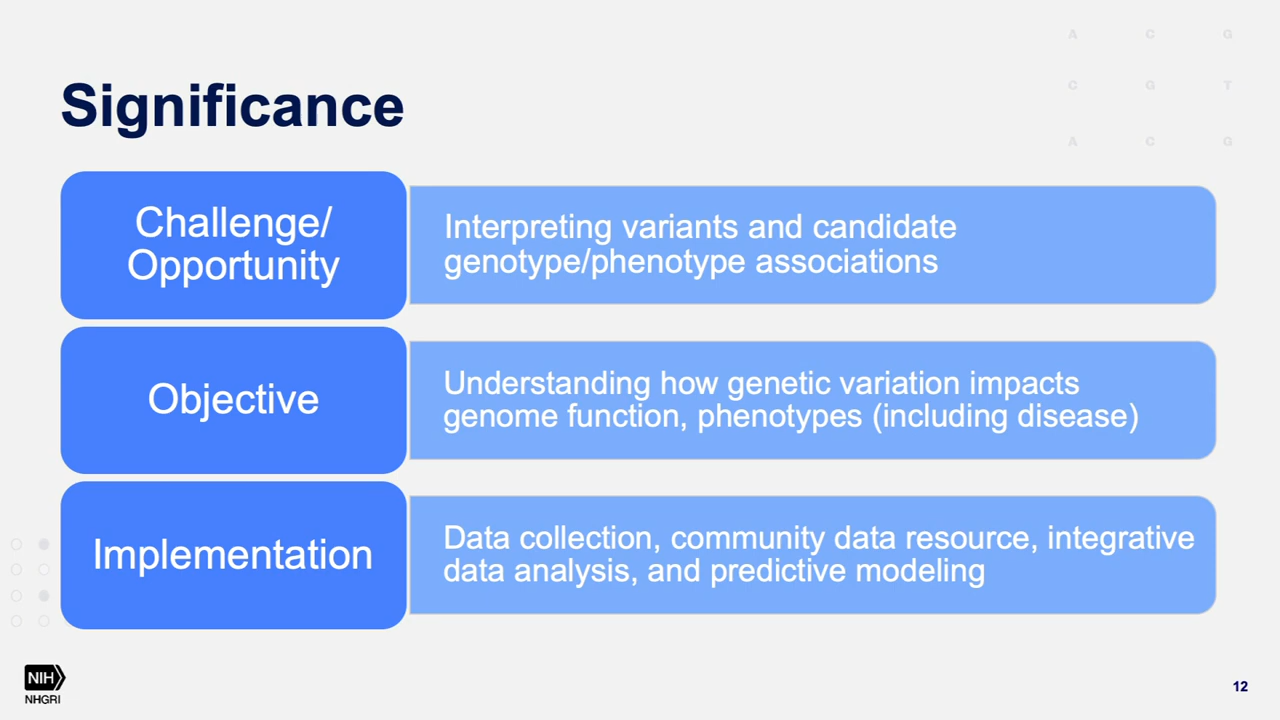 A C G
C G T
A C G
Significance
Challenge/
Opportunity
Interpreting variants and candidate
genotype/phenotype associations
Objective
Understanding how genetic variation impacts
genome function, phenotypes (including disease)
Implementation
Data collection, community data resource, integrative
data analysis, and predictive modeling
NIH
NHGRI
12